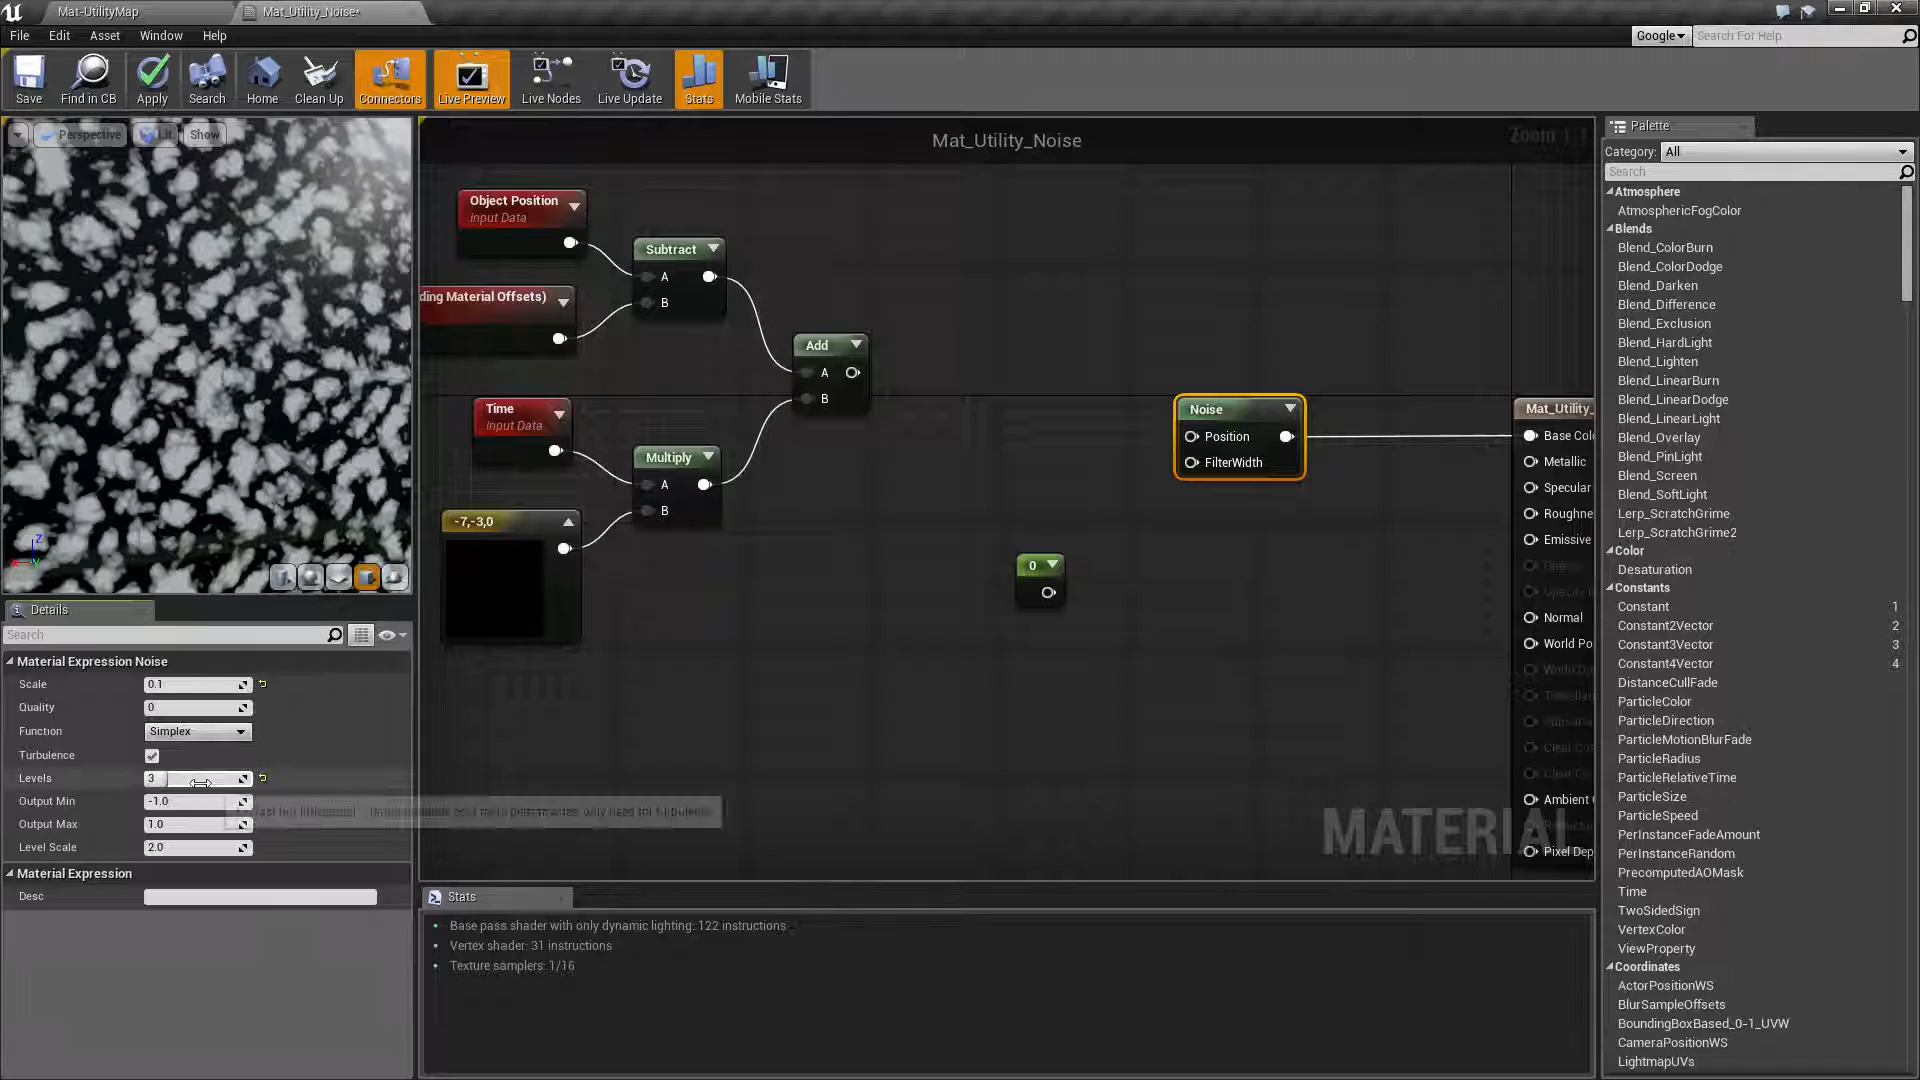 Mat-UtilityMap
Mat_Utility_Noise*
File
Edit
Asset
Window
Help
Google
Search For Help
Save
Find in CB
Apply
Search
Home
Clean Up
Connectors
Live Preview
Live Nodes
Live Update
Stats
Mobile Stats
Perspective
Lit
Show
Z
X
Y
Mat_Utility_Noise
Zoom 1:1
Object Position
Input Data
ding Material Offsets)
Subtract
A
B
Add
A
B
Time
Input Data
Multiply
A
B
-7,-3,0
0
Noise
Position
FilterWidth
Mat_Utility_
Base Colo
Metallic
Specular
Roughne
Emissive
Normal
World Po
Ambient
Pixel Dep
MATERIAL
Details
Search
Material Expression Noise
Scale
0.1
Quality
0
Function
Simplex
Turbulence
Levels
3
Output Min
-1.0
Output Max
1.0
Level Scale
2.0
Material Expression
Desc
Stats
Base pass shader with only dynamic lighting: 122 instructions
Vertex shader: 31 instructions
Texture samplers: 1/16
Palette
Category:
All
Search
Atmosphere
AtmosphericFogColor
Blends
Blend_ColorBurn
Blend_ColorDodge
Blend_Darken
Blend_Difference
Blend_Exclusion
Blend_HardLight
Blend_Lighten
Blend_LinearBurn
Blend_LinearDodge
Blend_LinearLight
Blend_Overlay
Blend_PinLight
Blend_Screen
Blend_SoftLight
Lerp_ScratchGrime
Lerp_ScratchGrime2
Color
Desaturation
Constants
Constant 1
Constant2Vector 2
Constant3Vector 3
Constant4Vector 4
DistanceCullFade
ParticleColor
ParticleDirection
ParticleMotionBlurFade
ParticleRadius
ParticleRelativeTime
ParticleSize
ParticleSpeed
PerInstanceFadeAmount
PerInstanceRandom
PrecomputedAOMask
Time
TwoSidedSign
VertexColor
ViewProperty
Coordinates
ActorPositionWS
BlurSampleOffsets
BoundingBoxBased_0-1_UVW
CameraPositionWS
LightmapUVs